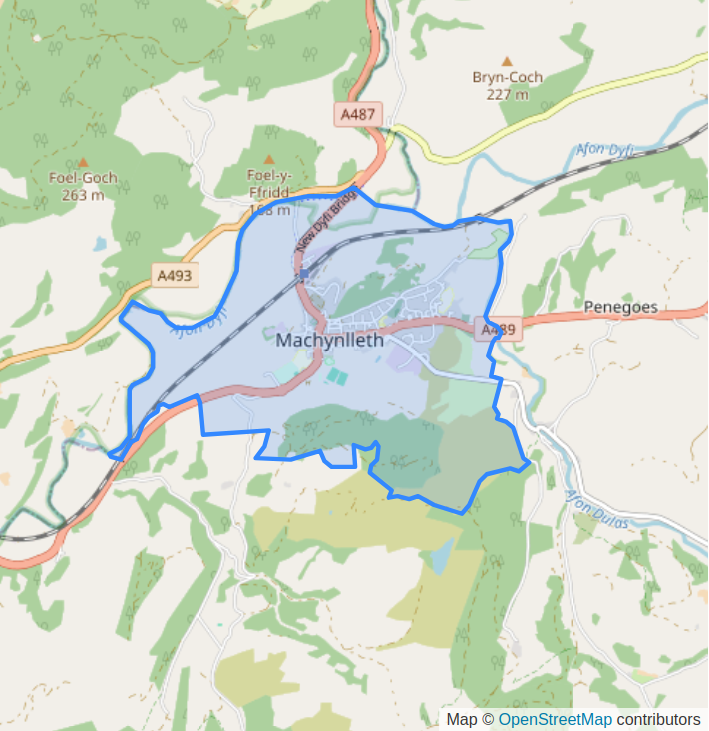 Bryn-Coch
227 m
A487
Afon Dyfi
Foel-Goch
263 m
Foel-y-
Ffridd
168 m
New Dyfi Bridge
A493
Penegoes
Afon Dyfi
A489
Machynlleth
Afon Dulas
Map © OpenStreetMap contributors